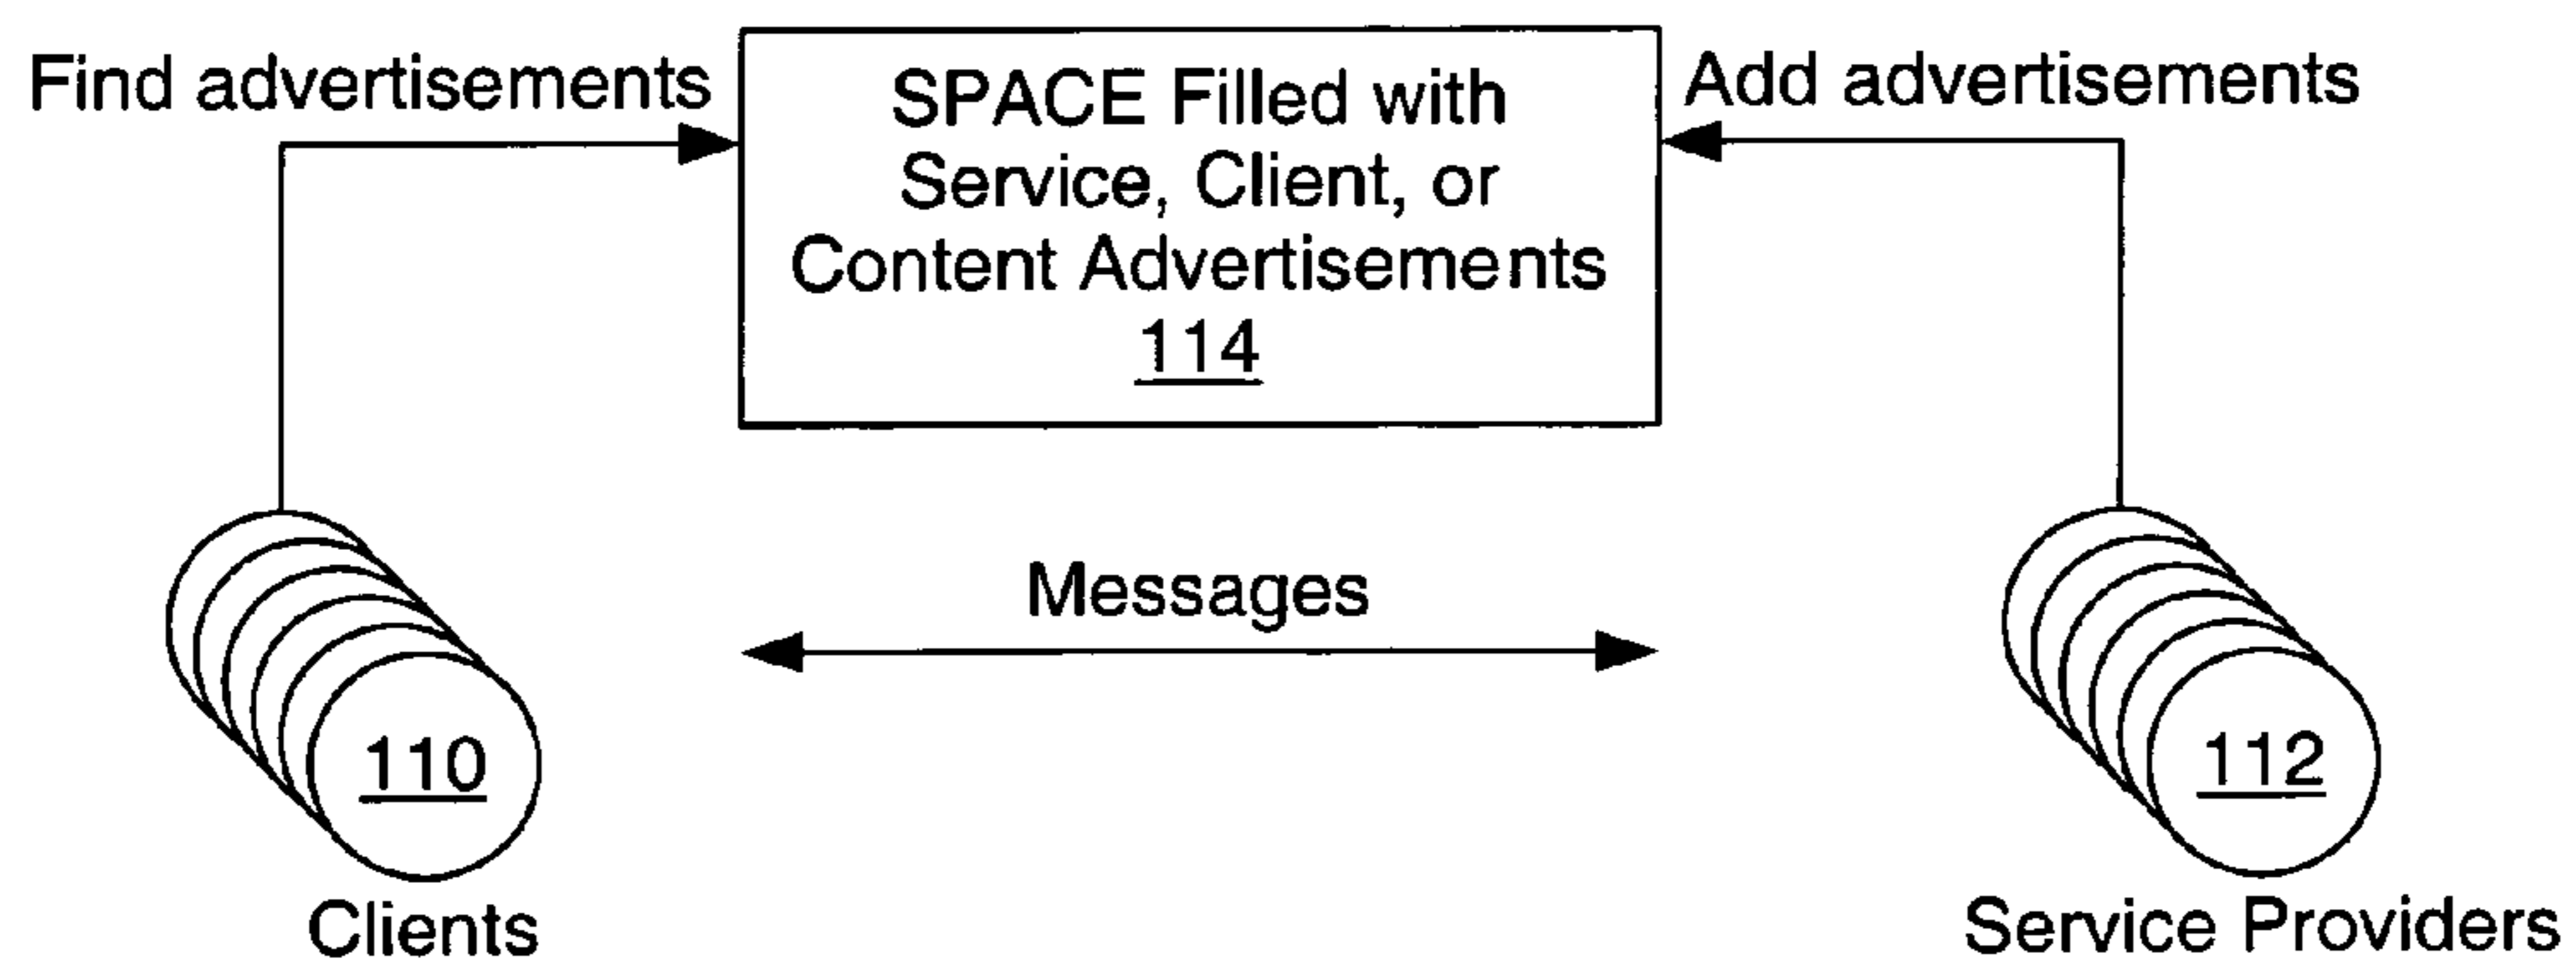 Find advertisements
SPACE Filled with
Service, Client, or
Content Advertisements
114
Add advertisements
Messages
110
112
Clients
Service Providers